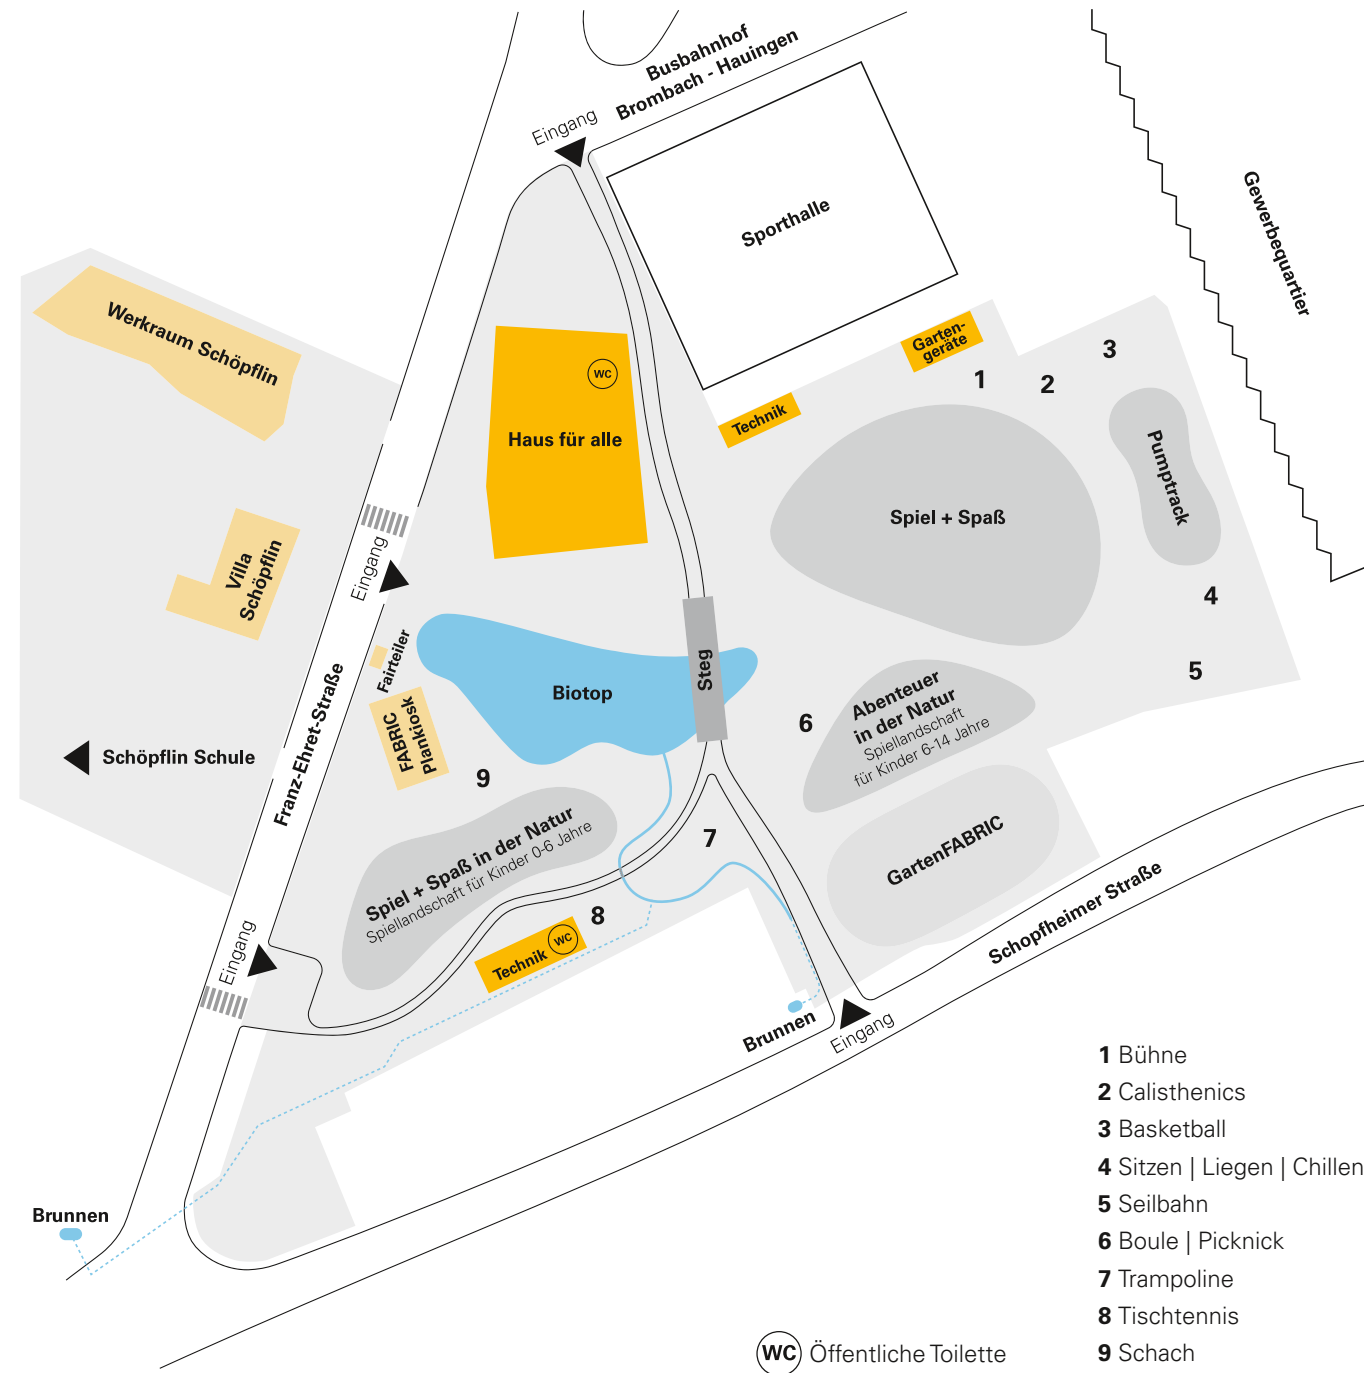 Busbahnhof
Brombach - Hauingen
Eingang
Sporthalle
Gewerbequartier
Werkraum Schöpflin
Garten-
geräte
1
2
3
WC
Technik
Haus für alle
Pumptrack
Spiel + Spaß
Villa
Schöpflin
Eingang
4
Fairteiler
Steg
5
Biotop
FABRIC
Plankiosk
6
Abenteuer
in der Natur
Spiellandschaft
für Kinder 6-14 Jahre
Franz-Ehret-Straße
Schöpflin Schule
9
7
Spiel + Spaß in der Natur
Spiellandschaft für Kinder 0-6 Jahre
GartenFABRIC
8
Technik
WC
Eingang
Schopfheimer Straße
Brunnen
Eingang
Brunnen
1 Bühne
2 Calisthenics
3 Basketball
4 Sitzen | Liegen | Chillen
5 Seilbahn
6 Boule | Picknick
7 Trampoline
8 Tischtennis
9 Schach
WC Öffentliche Toilette